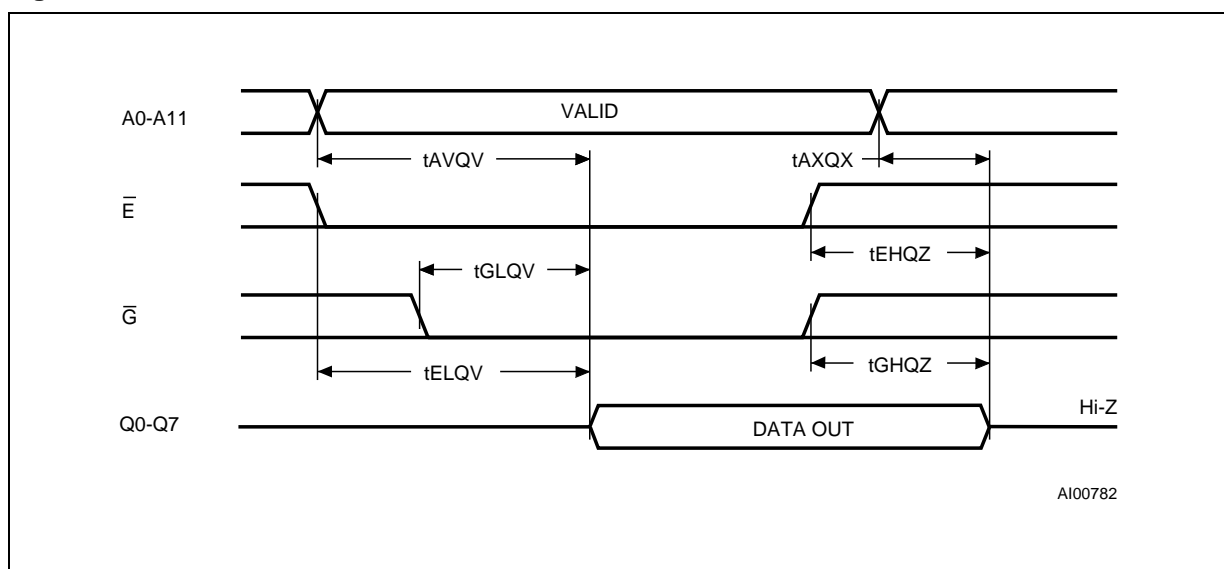 A0-A11
VALID
tAVQV
tAXQX
E̅
tEHQZ
tGLQV
G̅
tGHQZ
tELQV
Q0-Q7
DATA OUT
Hi-Z
AI00782